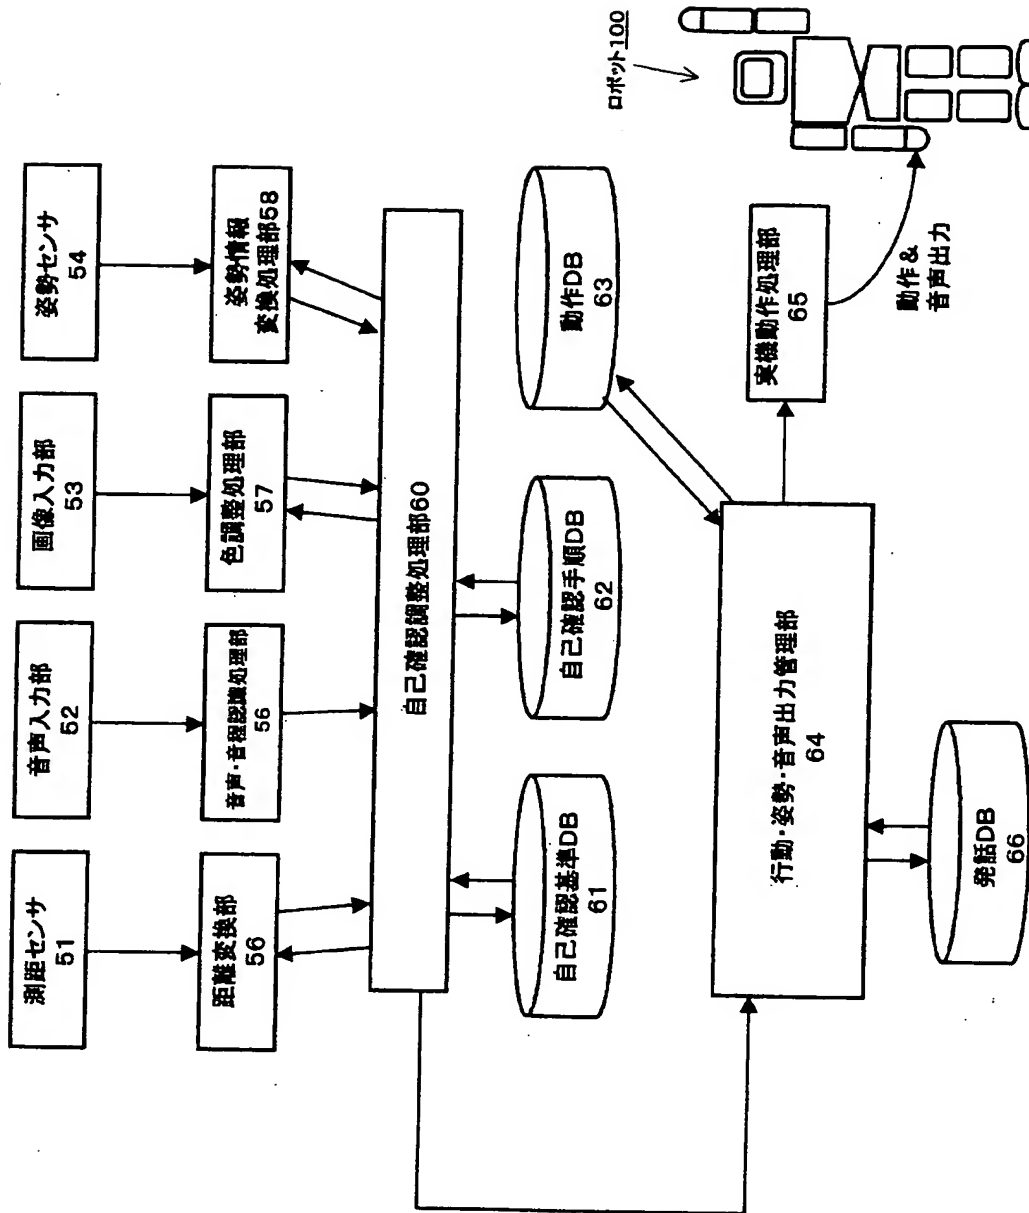 測距センサ
51
音声入力部
52
画像入力部
53
姿勢センサ
54
距離変換部
56
音声・音程認識処理部
56
色調整処理部
57
姿勢情報
変換処理部58
自己確認調整処理部60
自己確認基準DB
61
自己確認手順DB
62
動作DB
63
行動・姿勢・音声出力管理部
64
実機動作処理部
65
発話DB
66
動作&
音声出力
ロボット100